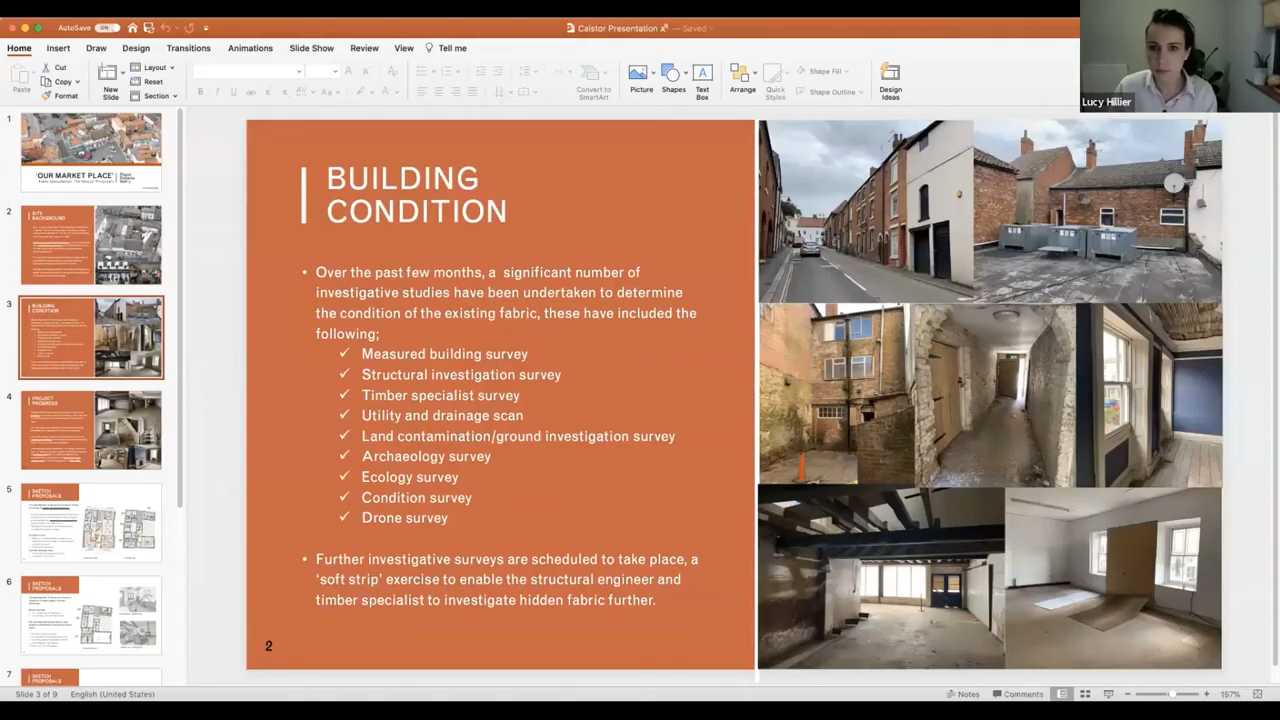 AutoSave
ON
Caistor Presentation
— Saved
Home
Insert
Draw
Design
Transitions
Animations
Slide Show
Review
View
Tell me
Paste
Cut
Copy
Format
New
Slide
Layout
Reset
Section
Convert to
SmartArt
Picture
Shapes
Text
Box
Arrange
Quick
Styles
Shape Fill
Shape Outline
Design
Ideas
Lucy Hillier
1
'OUR MARKET PLACE'
2
SITE
BACKGROUND
3
BUILDING
CONDITION
4
PROJECT
PROGRESS
5
SKETCH
PROPOSALS
6
SKETCH
PROPOSALS
7
SKETCH
BUILDING
CONDITION
• Over the past few months, a significant number of
investigative studies have been undertaken to determine
the condition of the existing fabric, these have included the
following;
✓ Measured building survey
✓ Structural investigation survey
✓ Timber specialist survey
✓ Utility and drainage scan
✓ Land contamination/ground investigation survey
✓ Archaeology survey
✓ Ecology survey
✓ Condition survey
✓ Drone survey
• Further investigative surveys are scheduled to take place, a
'soft strip' exercise to enable the structural engineer and
timber specialist to investigate hidden fabric further.
2
Slide 3 of 9
English (United States)
Notes
Comments
157%